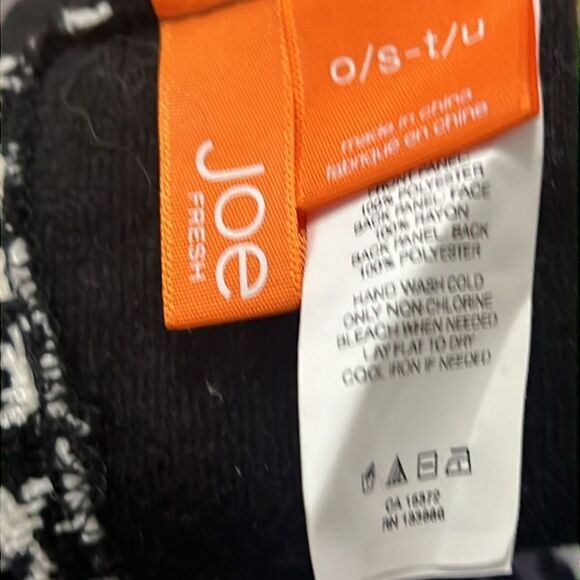 o/s-t/u
made in china
fabriqué en chine
Joe
FRESH
FRONT PANEL
100% POLYESTER
BACK PANEL: FACE
100% RAYON
BACK PANEL: BACK
100% POLYESTER
HAND WASH COLD
ONLY NON CHLORINE
BLEACH WHEN NEEDED
LAY FLAT TO DRY
COOL IRON IF NEEDED
CA 15872